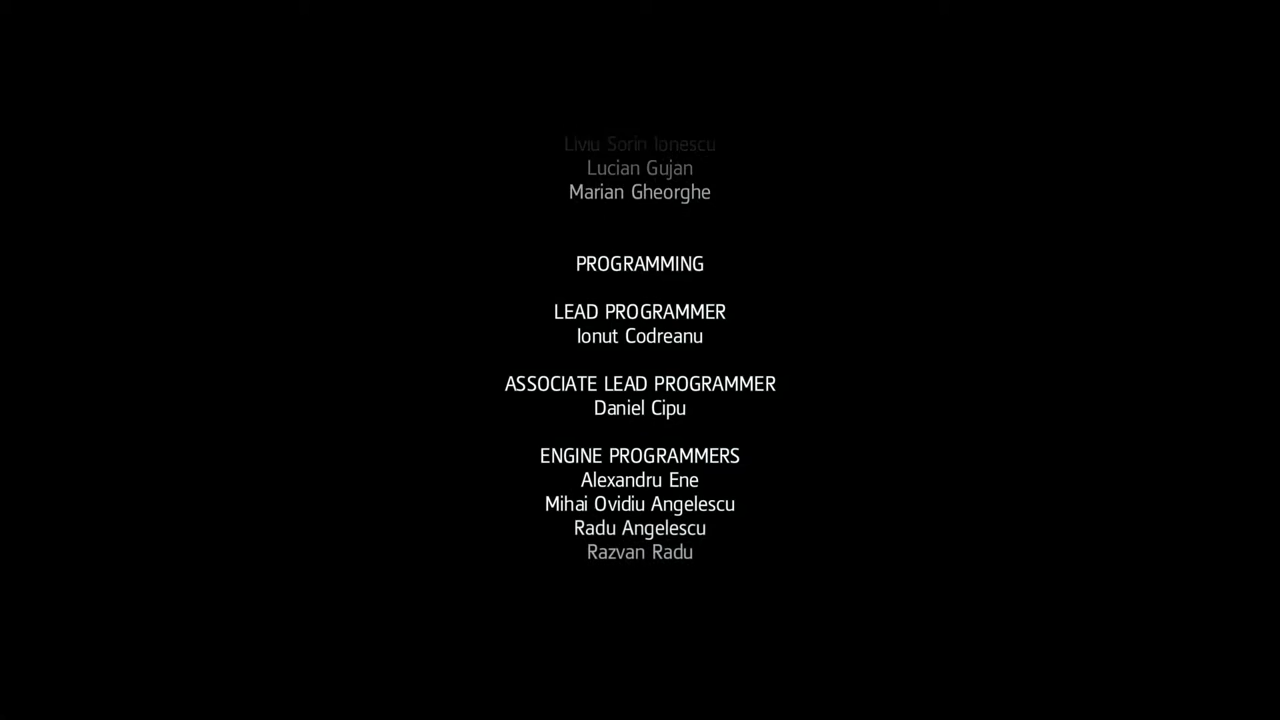 Liviu Sorin Ionescu
Lucian Gujan
Marian Gheorghe
PROGRAMMING
LEAD PROGRAMMER
Ionut Codreanu
ASSOCIATE LEAD PROGRAMMER
Daniel Cipu
ENGINE PROGRAMMERS
Alexandru Ene
Mihai Ovidiu Angelescu
Radu Angelescu
Razvan Radu